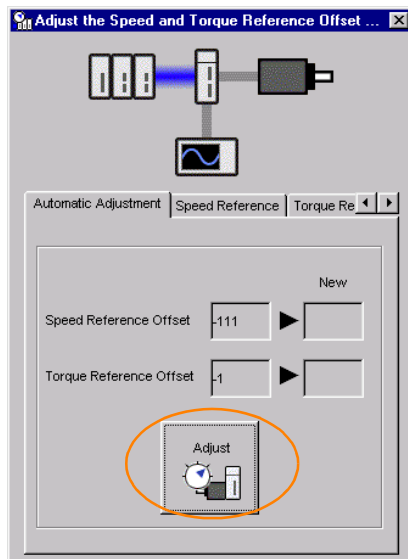 Adjust the Speed and Torque Reference Offset ...
Automatic Adjustment
Speed Reference
Torque Re
New
Speed Reference Offset
-111
Torque Reference Offset
-1
Adjust